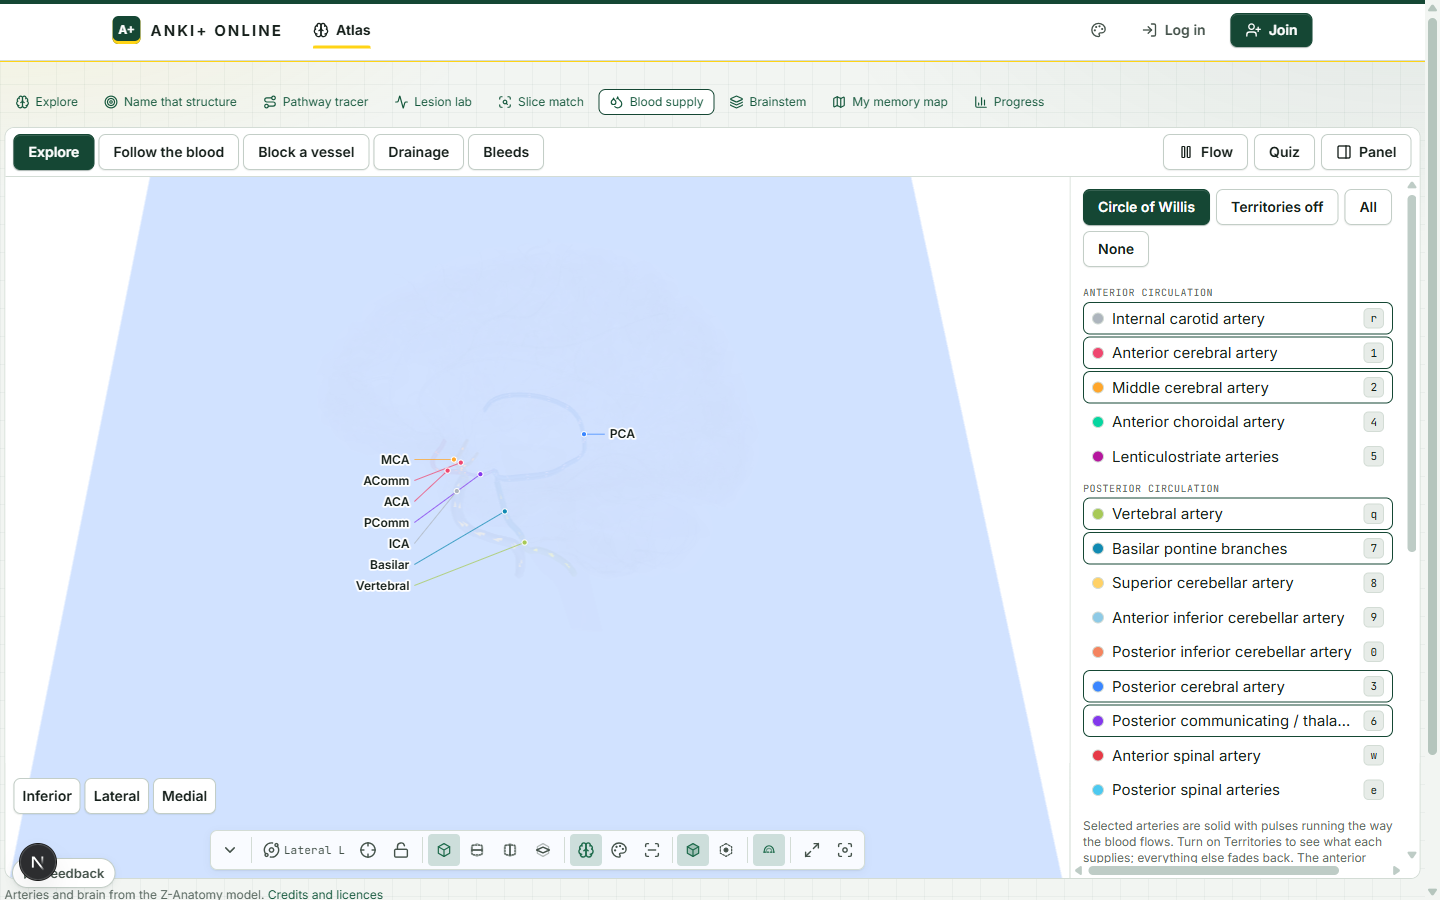 A+ ANKI+ ONLINE Atlas Log in Join
Explore Name that structure Pathway tracer Lesion lab Slice match Blood supply Brainstem My memory map Progress
Explore Follow the blood Block a vessel Drainage Bleeds Flow Quiz Panel
Circle of Willis Territories off All
None
ANTERIOR CIRCULATION
Internal carotid artery r
Anterior cerebral artery 1
Middle cerebral artery 2
Anterior choroidal artery 4
Lenticulostriate arteries 5
POSTERIOR CIRCULATION
Vertebral artery q
Basilar pontine branches 7
Superior cerebellar artery 8
Anterior inferior cerebellar artery 9
Posterior inferior cerebellar artery 0
Posterior cerebral artery 3
Posterior communicating / thala... 6
Anterior spinal artery w
Posterior spinal arteries e
Selected arteries are solid with pulses running the way
the blood flows. Turn on Territories to see what each
supplies; everything else fades back. The anterior
PCA
MCA
AComm
ACA
PComm
ICA
Basilar
Vertebral
Inferior Lateral Medial
Lateral L
N eedback
Arteries and brain from the Z-Anatomy model. Credits and licences